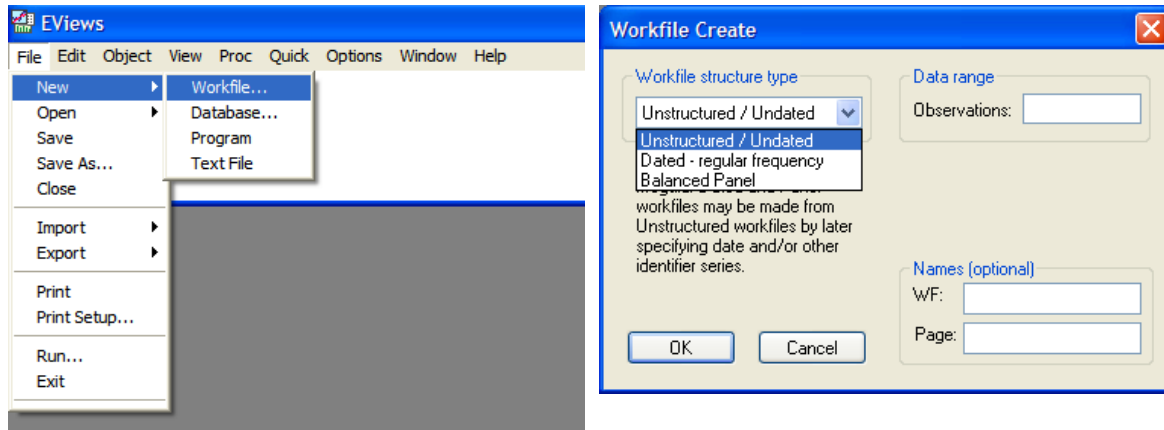 EViews
File Edit Object View Proc Quick Options Window Help
New
Open
Save
Save As...
Close
Import
Export
Print
Print Setup...
Run...
Exit
Workfile...
Database...
Program
Text File
Workfile Create
Workfile structure type
Unstructured / Undated
Unstructured / Undated
Dated - regular frequency
Balanced Panel
workfiles may be made from
Unstructured workfiles by later
specifying date and/or other
identifier series.
Data range
Observations:
Names (optional)
WF:
Page:
OK Cancel